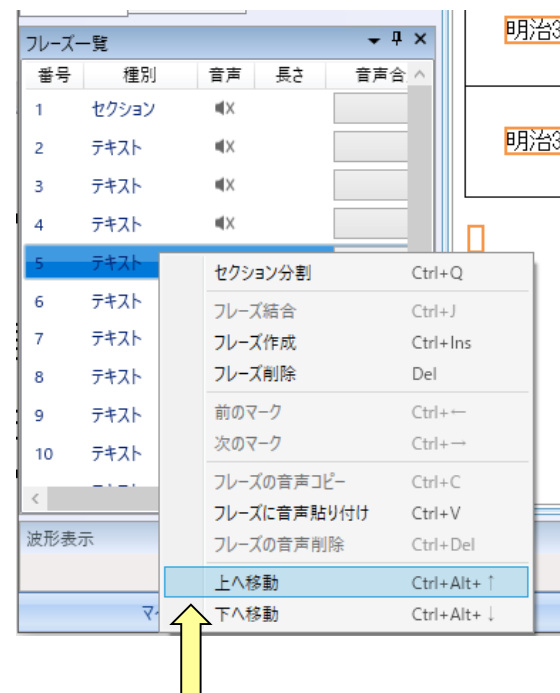 フレーズ一覧
番号 種別 音声 長さ 音声合
1 セクション
2 テキスト
3 テキスト
4 テキスト
5 テキスト
6 テキスト
7 テキスト
8 テキスト
9 テキスト
10 テキスト
波形表示
マ
セクション分割 Ctrl+Q
フレーズ結合 Ctrl+J
フレーズ作成 Ctrl+Ins
フレーズ削除 Del
前のマーク Ctrl+←
次のマーク Ctrl+→
フレーズの音声コピー Ctrl+C
フレーズに音声貼り付け Ctrl+V
フレーズの音声削除 Ctrl+Del
上へ移動 Ctrl+Alt+↑
下へ移動 Ctrl+Alt+↓
明治3
明治3